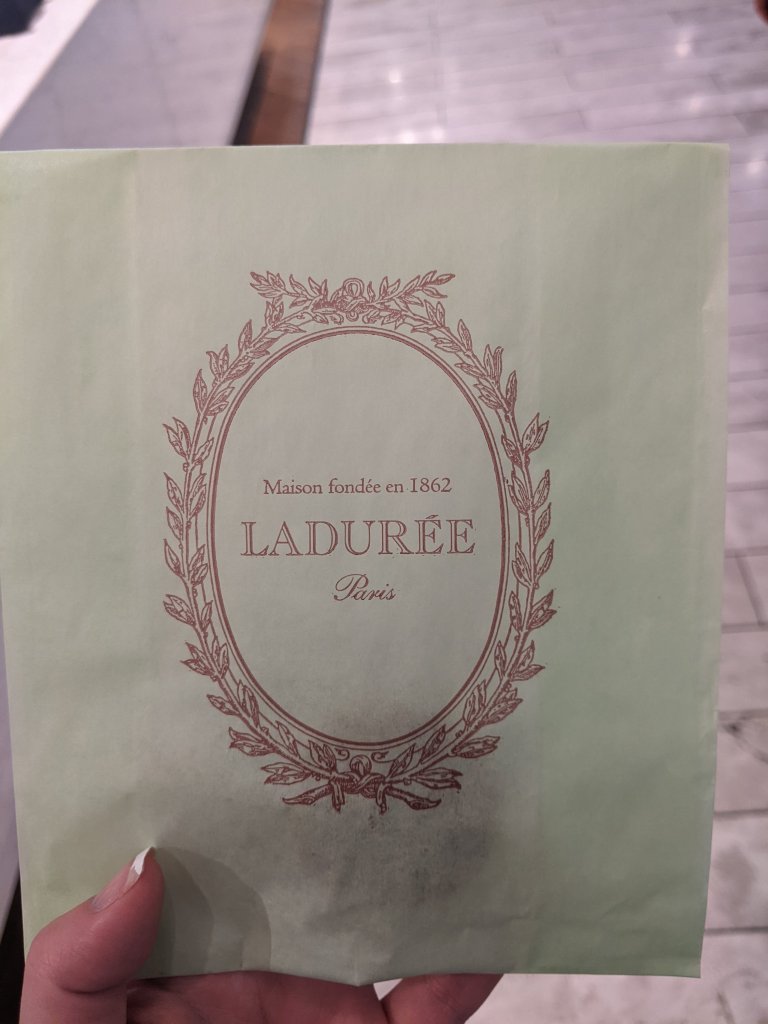 Maison fondée en 1862
LADURÉE
Paris